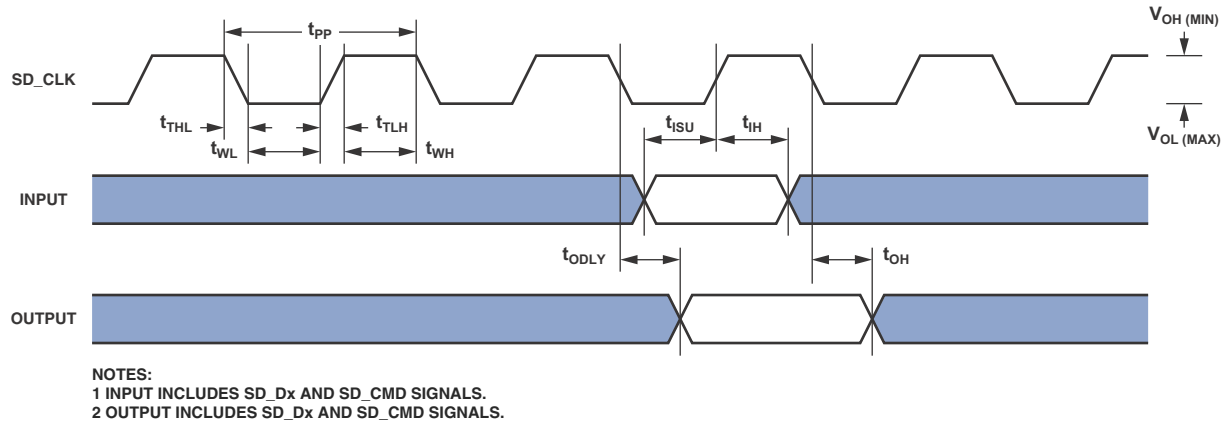 tPP
VOH (MIN)
SD_CLK
tTHL
tTLH
tISU
tIH
VOL (MAX)
tWL
tWH
INPUT
tODLY
tOH
OUTPUT
NOTES:
1 INPUT INCLUDES SD_Dx AND SD_CMD SIGNALS.
2 OUTPUT INCLUDES SD_Dx AND SD_CMD SIGNALS.